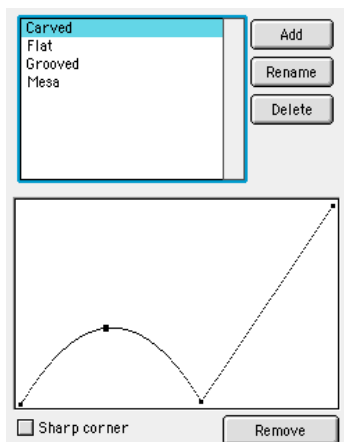 Carved
Flat
Grooved
Mesa
Add
Rename
Delete
Sharp corner
Remove